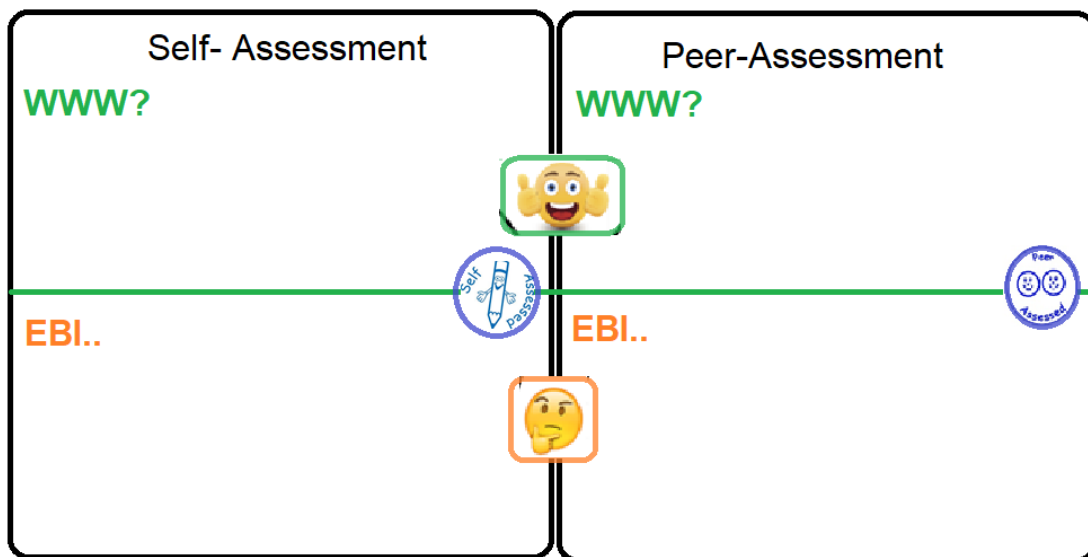 Self- Assessment
WWW?
Self
Assessed
EBI..
Peer-Assessment
WWW?
Peer
Assessed
EBI..